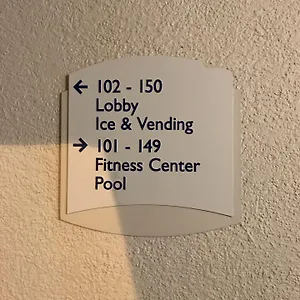 ← 102 - 150
Lobby
Ice & Vending
→ 101 - 149
Fitness Center
Pool